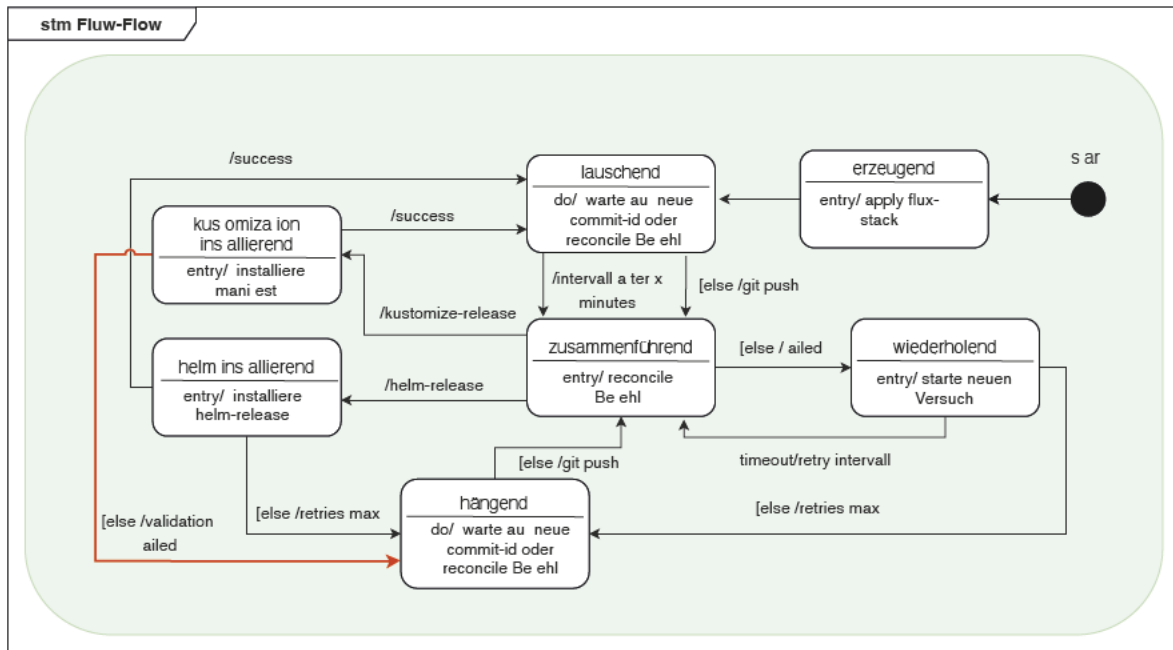 stm Fluw-Flow
s ar
/success
lauschend
do/ warte au neue
commit-id oder
reconcile Be ehl
erzeugend
entry/ apply flux-
stack
kus omiza ion
ins allierend
entry/ installiere
mani est
/success
/intervall a ter x
minutes
[else /git push
/kustomize-release
zusammenführend
entry/ reconcile
Be ehl
[else / ailed
wiederholend
entry/ starte neuen
Versuch
helm ins allierend
entry/ installiere
helm-release
/helm-release
timeout/retry intervall
[else /git push
hängend
do/ warte au neue
commit-id oder
reconcile Be ehl
[else /validation
ailed
[else /retries max
[else /retries max